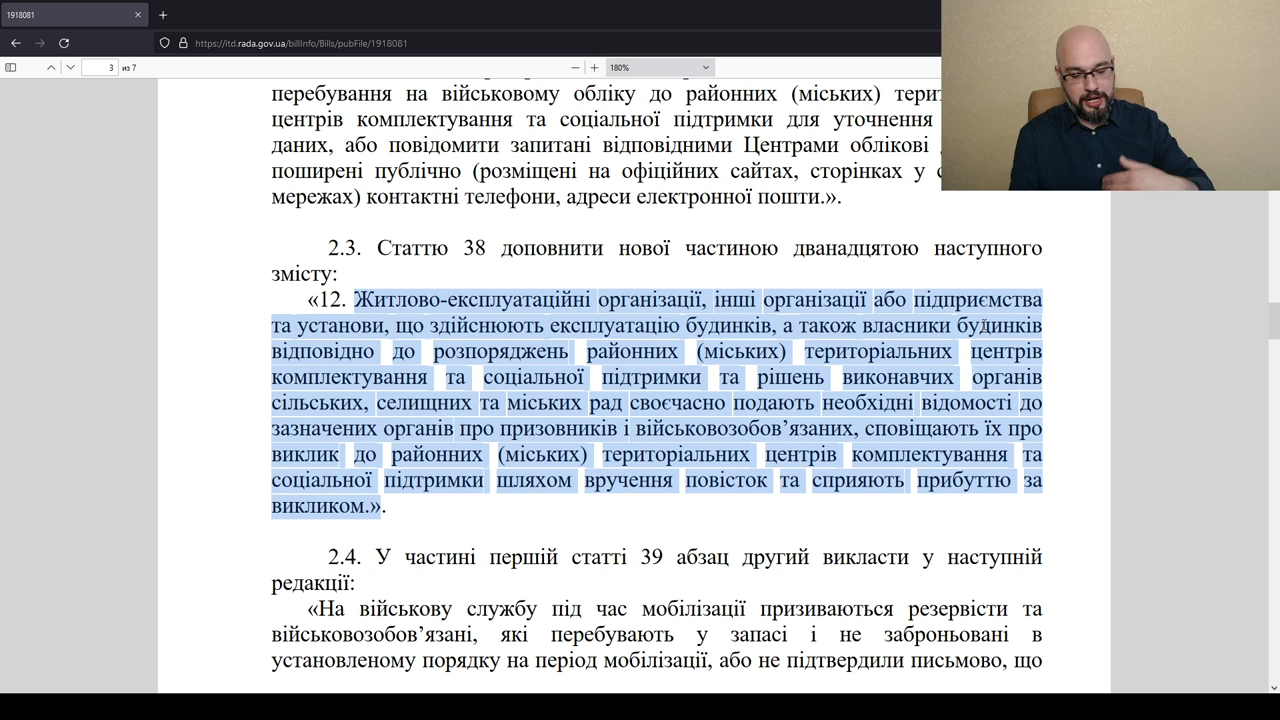 1918081
https://itd.rada.gov.ua/billInfo/Bills/pubFile/1918081
3 из 7
180%
перебування на військовому обліку до районних (міських)
центрів комплектування та соціальної підтримки для уточнення
даних, або повідомити запитані відповідними Центрами облікові
поширені публічно (розміщені на офіційних сайтах, сторінках у
мережах) контактні телефони, адреси електронної пошти.».
2.3. Статтю 38 доповнити нової частиною дванадцятою наступного
змісту:
«12. Житлово-експлуатаційні організації, інші організації або підприємства
та установи, що здійснюють експлуатацію будинків, а також власники будинків
відповідно до розпоряджень районних (міських) територіальних центрів
комплектування та соціальної підтримки та рішень виконавчих органів
сільських, селищних та міських рад своєчасно подають необхідні відомості до
зазначених органів про призовників і військовозобов’язаних, сповіщають їх про
виклик до районних (міських) територіальних центрів комплектування та
соціальної підтримки шляхом вручення повісток та сприяють прибуттю за
викликом.».
2.4. У частині першій статті 39 абзац другий викласти у наступній
редакції:
«На військову службу під час мобілізації призиваються резервісти та
військовозобов’язані, які перебувають у запасі і не заброньовані в
установленому порядку на період мобілізації, або не підтвердили письмово, що